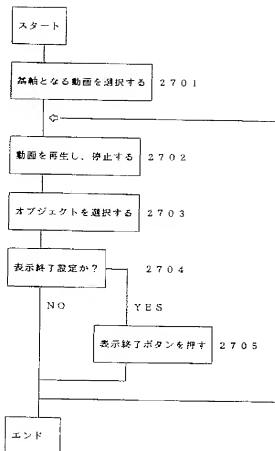 スタート
基軸となる動画を選択する 2701
動画を再生し、停止する 2702
オブジェクトを選択する 2703
表示終了設定か? 2704
NO YES
表示終了ボタンを押す 2705
エンド